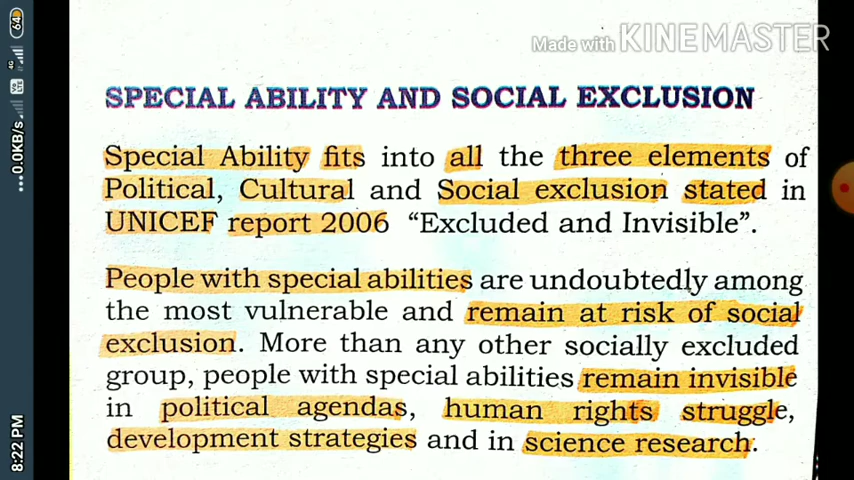 Made with KINEMASTER
SPECIAL ABILITY AND SOCIAL EXCLUSION
Special Ability fits into all the three elements of
Political, Cultural and Social exclusion stated in
UNICEF report 2006 “Excluded and Invisible”.
People with special abilities are undoubtedly among
the most vulnerable and remain at risk of social
exclusion. More than any other socially excluded
group, people with special abilities remain invisible
in political agendas, human rights struggle,
development strategies and in science research.
8:22 PM
...0.0KB/s
4G
64